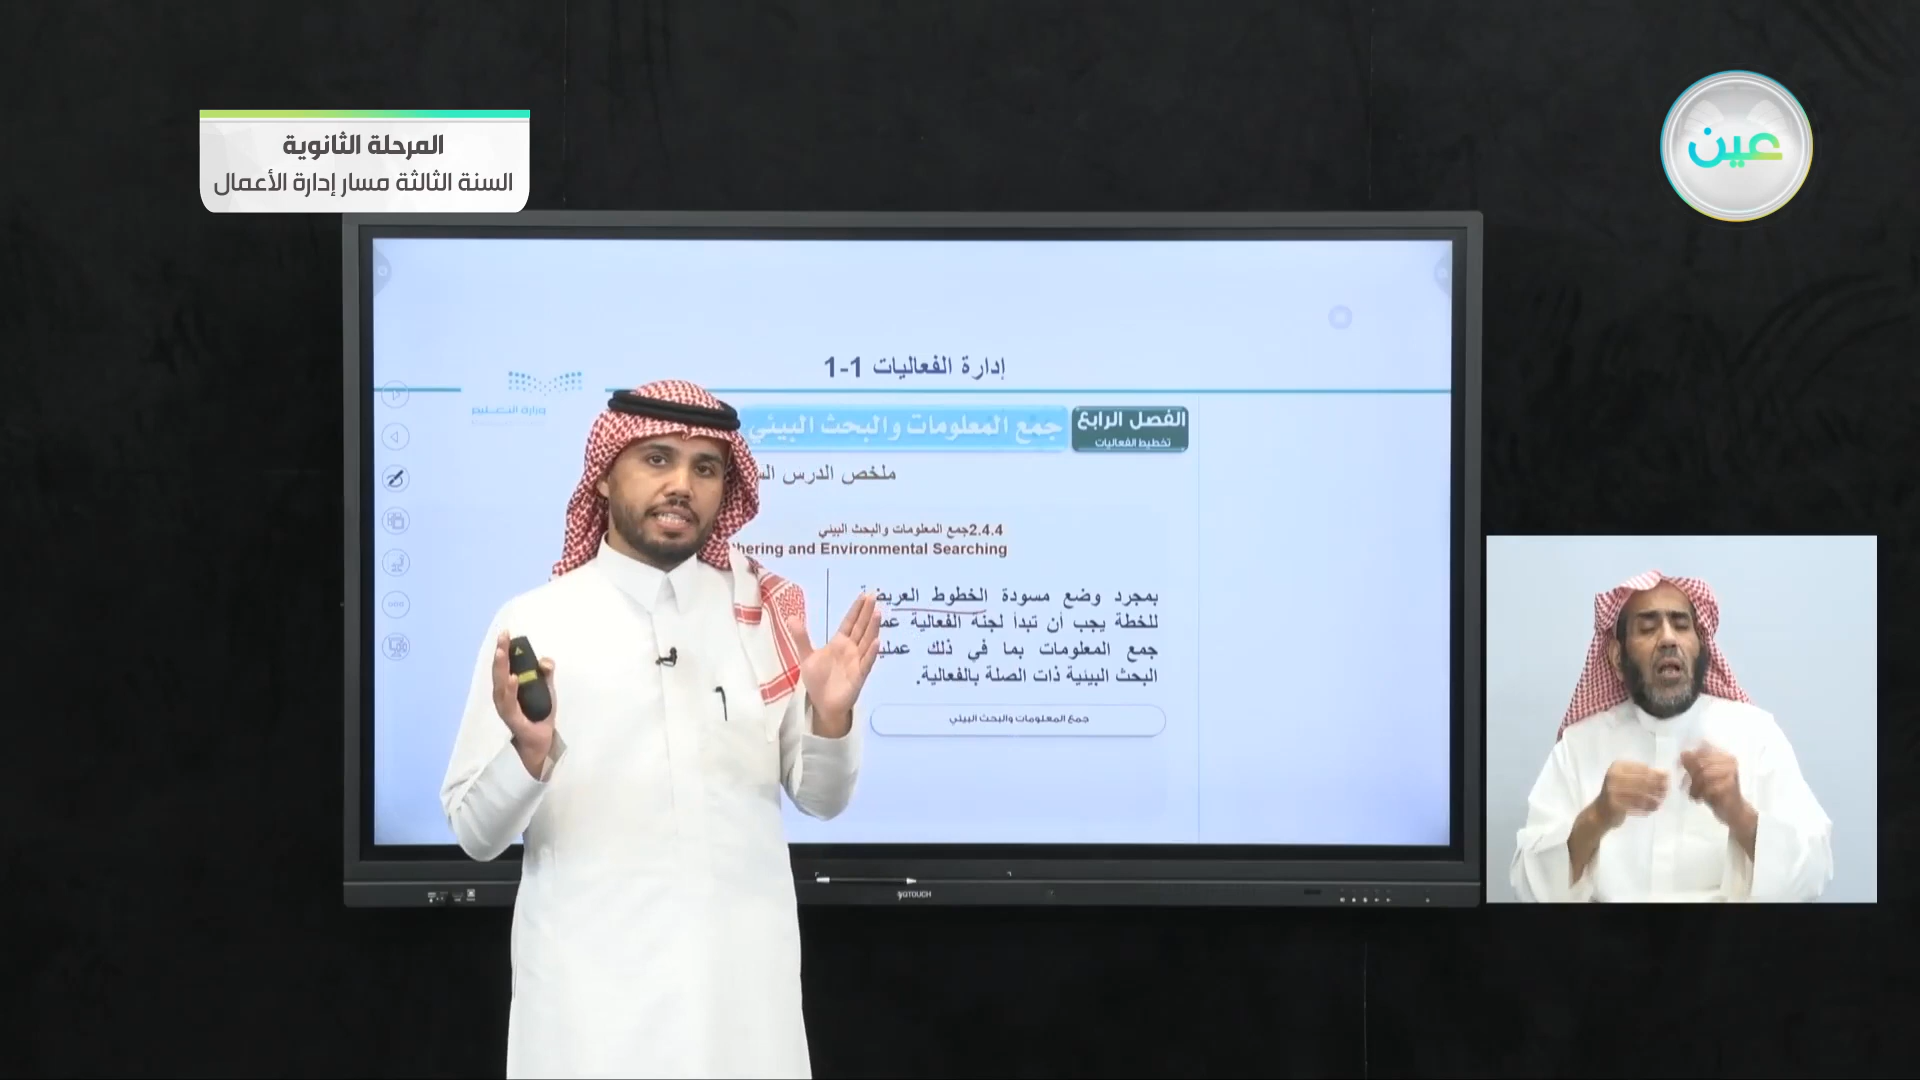 المرحلة الثانوية
السنة الثالثة مسار إدارة الأعمال
عين
إدارة الفعاليات 1-1
وزارة التعليم
الفصل الرابع
تخطيط الفعاليات
جمع المعلومات والبحث البيئي
ملخص الدرس
2.4.4جمع المعلومات والبحث البيئي
and Environmental Searching
بمجرد وضع مسودة الخطوط العريضة
للخطة يجب أن تبدأ لجنة الفعالية
جمع المعلومات بما في ذلك
البحث البيئية ذات الصلة بالفعالية.
جمع المعلومات والبحث البيئي